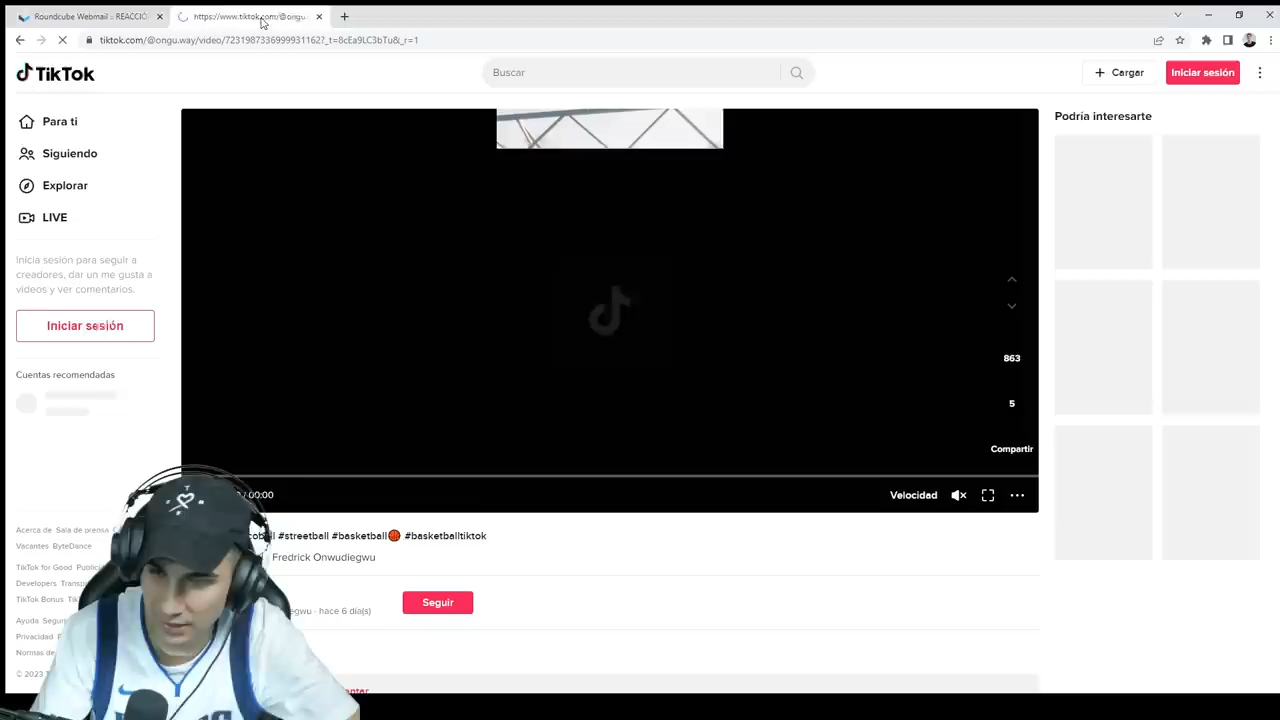 Roundcube Webmail :: REACCIÓ
https://www.tiktok.com/@ongu
tiktok.com/@ongu.way/video/7231987336999931162?_t=8cEa9LC3bTu&_r=1
TikTok
Buscar
Cargar
Iniciar sesión
Para ti
Siguiendo
Explorar
LIVE
Inicia sesión para seguir a
creadores, dar un me gusta a
videos y ver comentarios.
Iniciar sesión
Cuentas recomendadas
Podría interesarte
863
5
Compartir
/ 00:00
Velocidad
#streetball #basketball🏀 #basketballtiktok
Fredrick Onwudiegwu
egwu · hace 6 día(s)
Seguir
Acerca de Sala de prensa
Vacantes ByteDance
TikTok for Good
Developers
TikTok Bonus
Ayuda
Privacidad
Normas de
© 2023